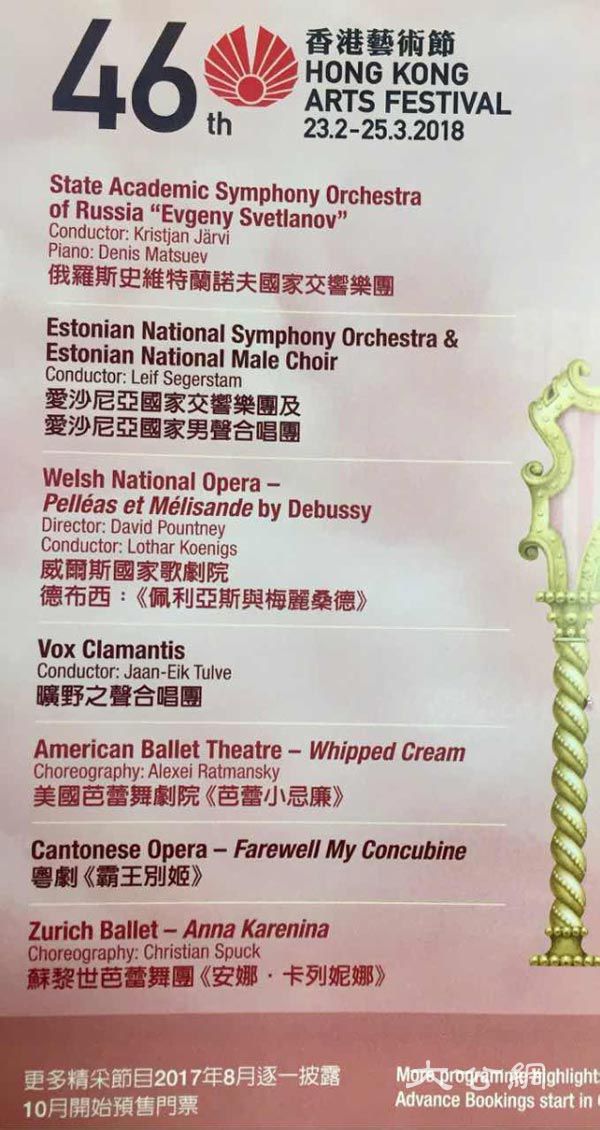 46th
香港藝術節
HONG KONG
ARTS FESTIVAL
23.2-25.3.2018
State Academic Symphony Orchestra
of Russia “Evgeny Svetlanov”
Conductor: Kristjan Järvi
Piano: Denis Matsuev
俄羅斯史維特蘭諾夫國家交響樂團
Estonian National Symphony Orchestra &
Estonian National Male Choir
Conductor: Leif Segerstam
愛沙尼亞國家交響樂團及
愛沙尼亞國家男聲合唱團
Welsh National Opera –
Pelléas et Mélisande by Debussy
Director: David Pountney
Conductor: Lothar Koenigs
威爾斯國家歌劇院
德布西：《佩利亞斯與梅麗桑德》
Vox Clamantis
Conductor: Jaan-Eik Tulve
曠野之聲合唱團
American Ballet Theatre – Whipped Cream
Choreography: Alexei Ratmansky
美國芭蕾舞劇院《芭蕾小忌廉》
Cantonese Opera – Farewell My Concubine
粵劇《霸王別姬》
Zurich Ballet – Anna Karenina
Choreography: Christian Spuck
蘇黎世芭蕾舞團《安娜·卡列妮娜》
更多精采節目2017年8月逐一披露
10月開始預售門票
More programme highlights
Advance Bookings start in
大公網